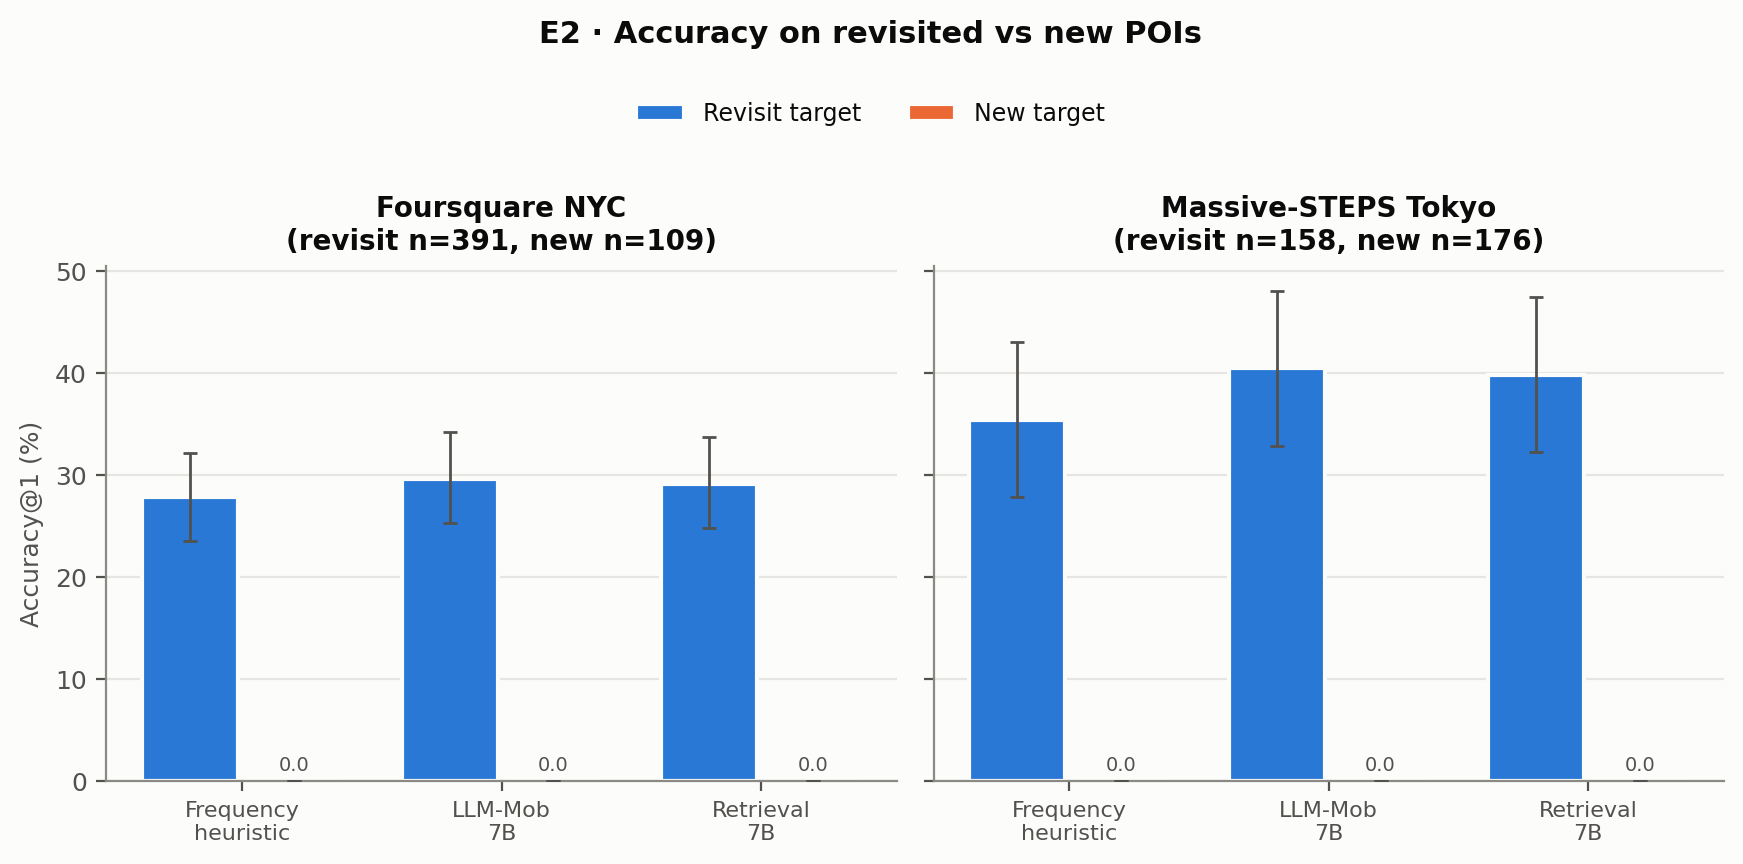 E2 · Accuracy on revisited vs new POIs
Revisit target
New target
Foursquare NYC
(revisit n=391, new n=109)
Massive-STEPS Tokyo
(revisit n=158, new n=176)
Accuracy@1 (%)
50
40
30
20
10
0
0.0
0.0
0.0
0.0
0.0
0.0
Frequency
heuristic
LLM-Mob
7B
Retrieval
7B
Frequency
heuristic
LLM-Mob
7B
Retrieval
7B